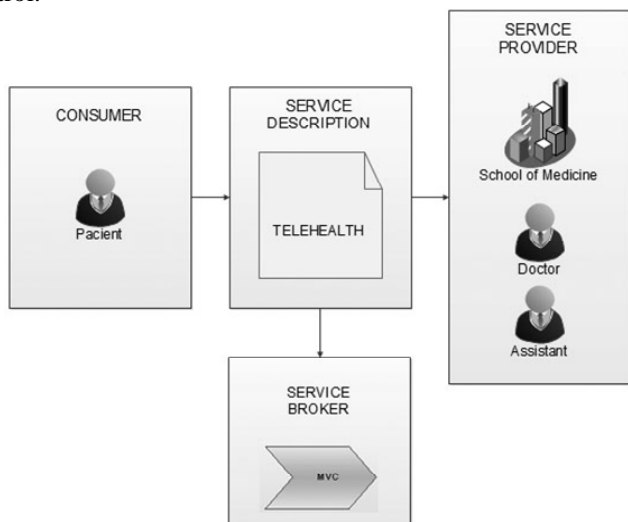 CONSUMER
Pacient
SERVICE
DESCRIPTION
TELEHEALTH
SERVICE
PROVIDER
School of Medicine
Doctor
Assistant
SERVICE
BROKER
MVC